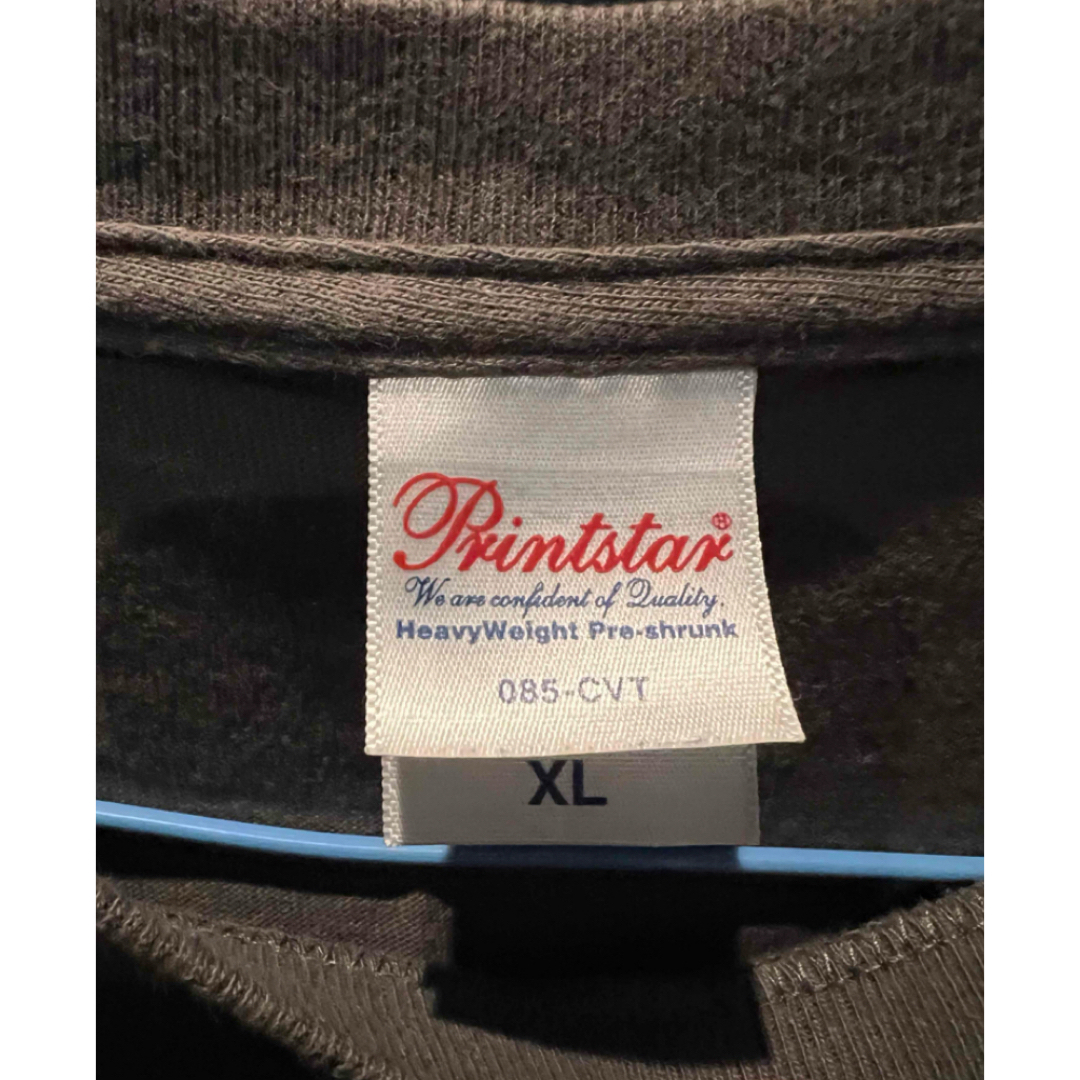 Printstar®
We are confident of Quality.
HeavyWeight Pre-shrunk
085-CVT
XL